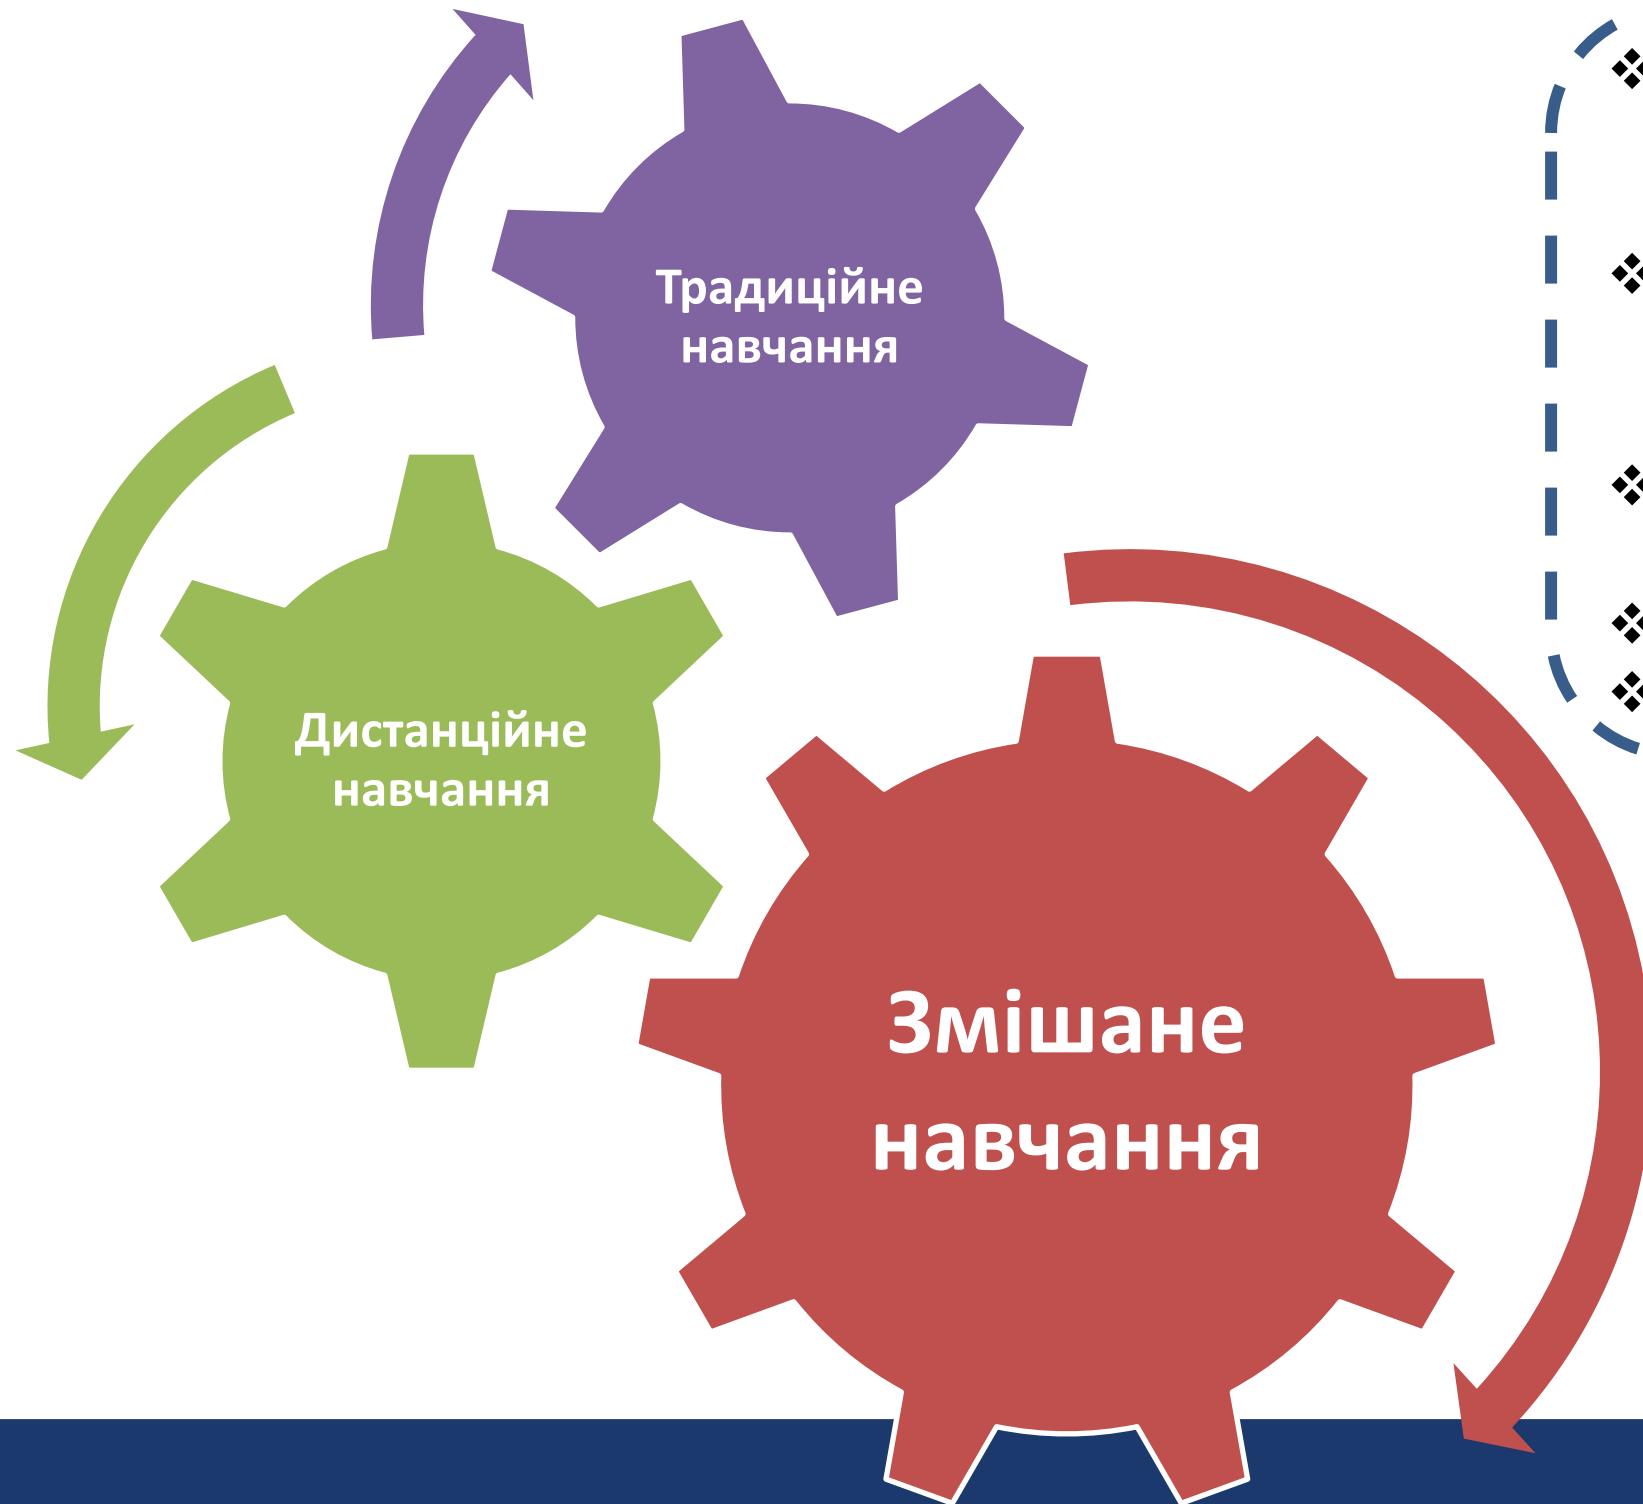 Традиційне
навчання
Дистанційне
навчання
Змішане
навчання